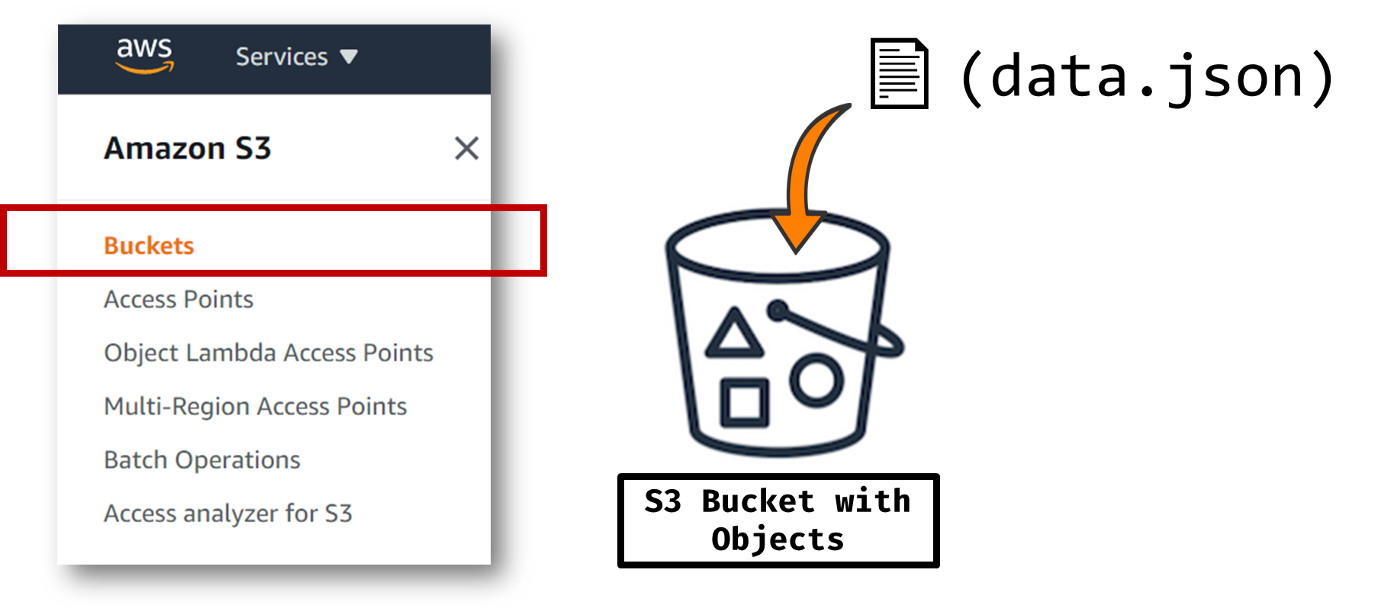 aws
Services ▼
Amazon S3
Buckets
Access Points
Object Lambda Access Points
Multi-Region Access Points
Batch Operations
Access analyzer for S3
(data.json)
S3 Bucket with
Objects